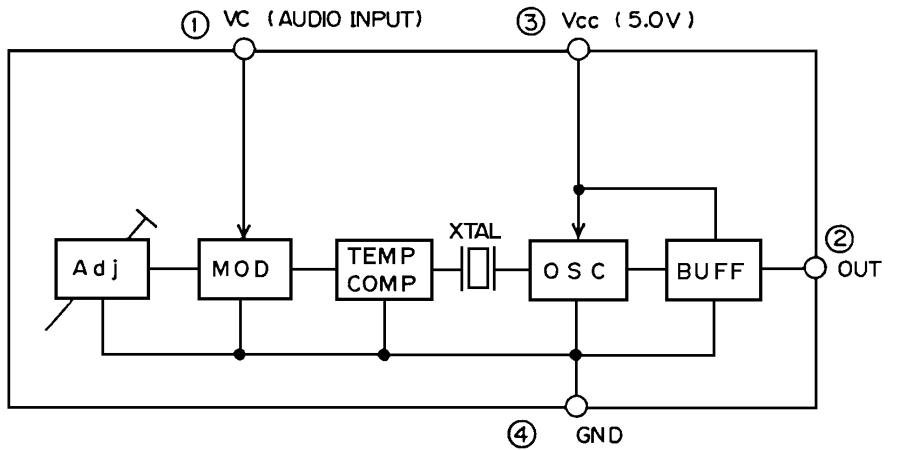 ① VC (AUDIO INPUT)
③ Vcc (5.0V)
XTAL
Adj
MOD
TEMP
COMP
OSC
BUFF
②
OUT
④ GND